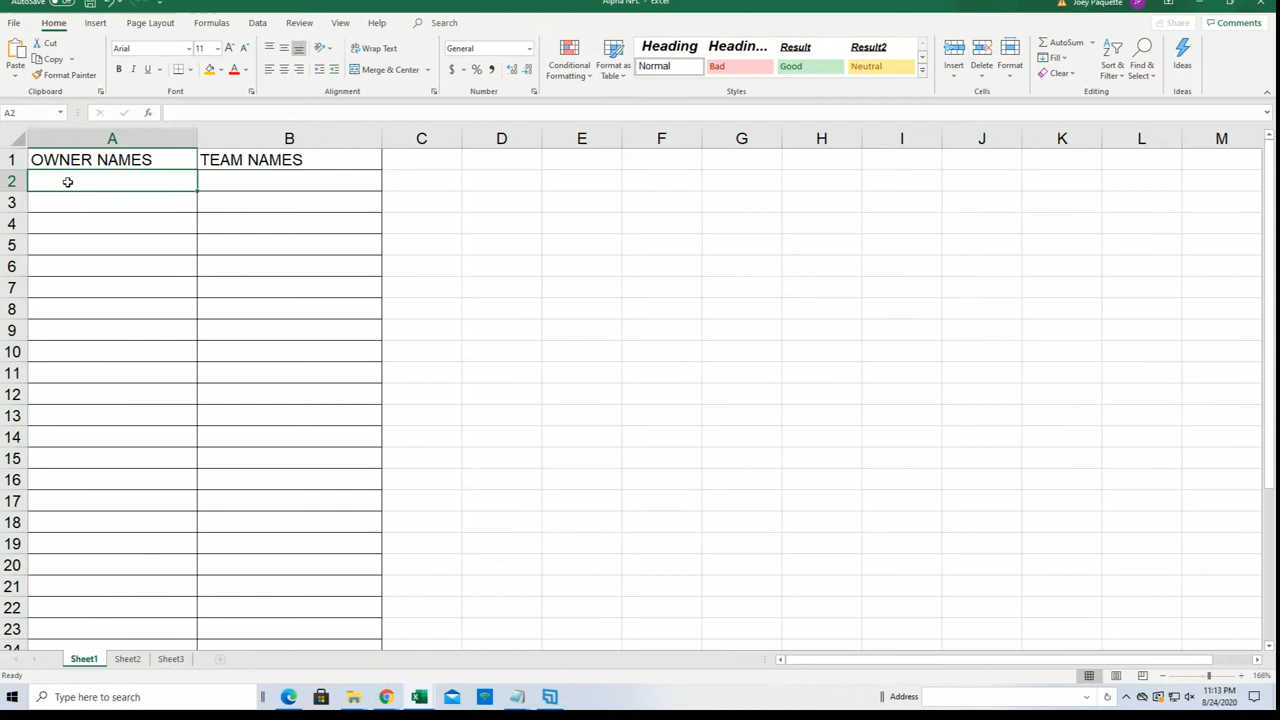 AutoSave Off Alpha NFL - Excel Joey Paquette JP
File Home Insert Page Layout Formulas Data Review View Help Search Share Comments
Paste Cut Copy Format Painter
Arial 11 A A B I U A
ab Wrap Text Merge & Center
General $ % 9
Conditional Formatting Format as Table
Heading Headin... Result Result2
Normal Bad Good Neutral
Insert Delete Format
AutoSum Fill Clear Sort & Filter Find & Select Ideas
Clipboard Font Alignment Number Styles Cells Editing Ideas
A2 fx
A B C D E F G H I J K L M
1 OWNER NAMES TEAM NAMES
2
3
4
5
6
7
8
9
10
11
12
13
14
15
16
17
18
19
20
21
22
23
24
Sheet1 Sheet2 Sheet3
Ready 166%
Type here to search Address 11:13 PM
8/24/2020